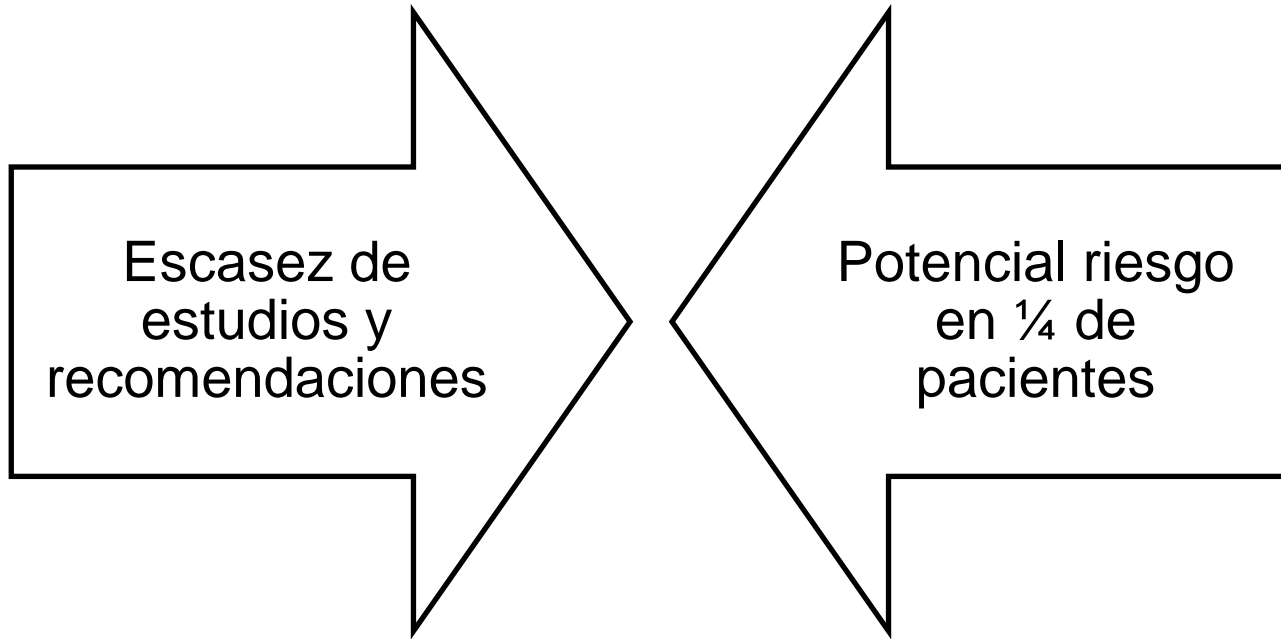 Escasez de
estudios y
recomendaciones
Potencial riesgo
en ¼ de
pacientes